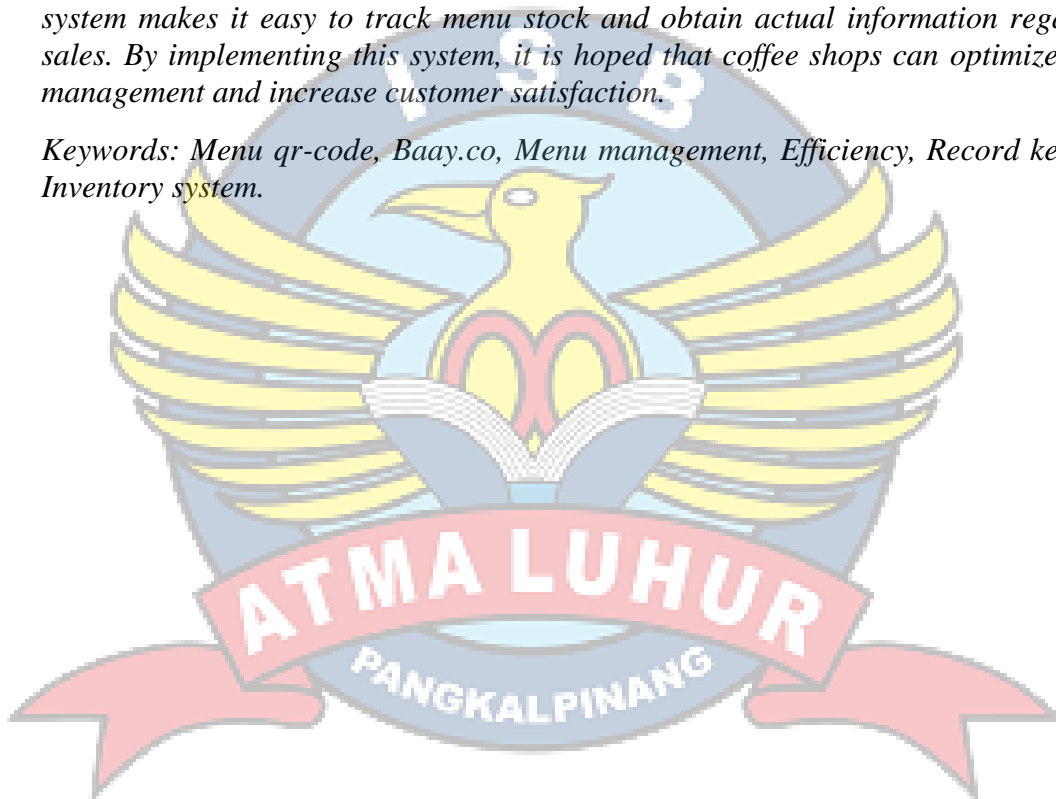 system makes it easy to track menu stock and obtain actual information rega
sales. By implementing this system, it is hoped that coffee shops can optimize
management and increase customer satisfaction.
Keywords: Menu qr-code, Baay.co, Menu management, Efficiency, Record ke
Inventory system.
I S B
ATMA LUHUR
PANGKALPINANG